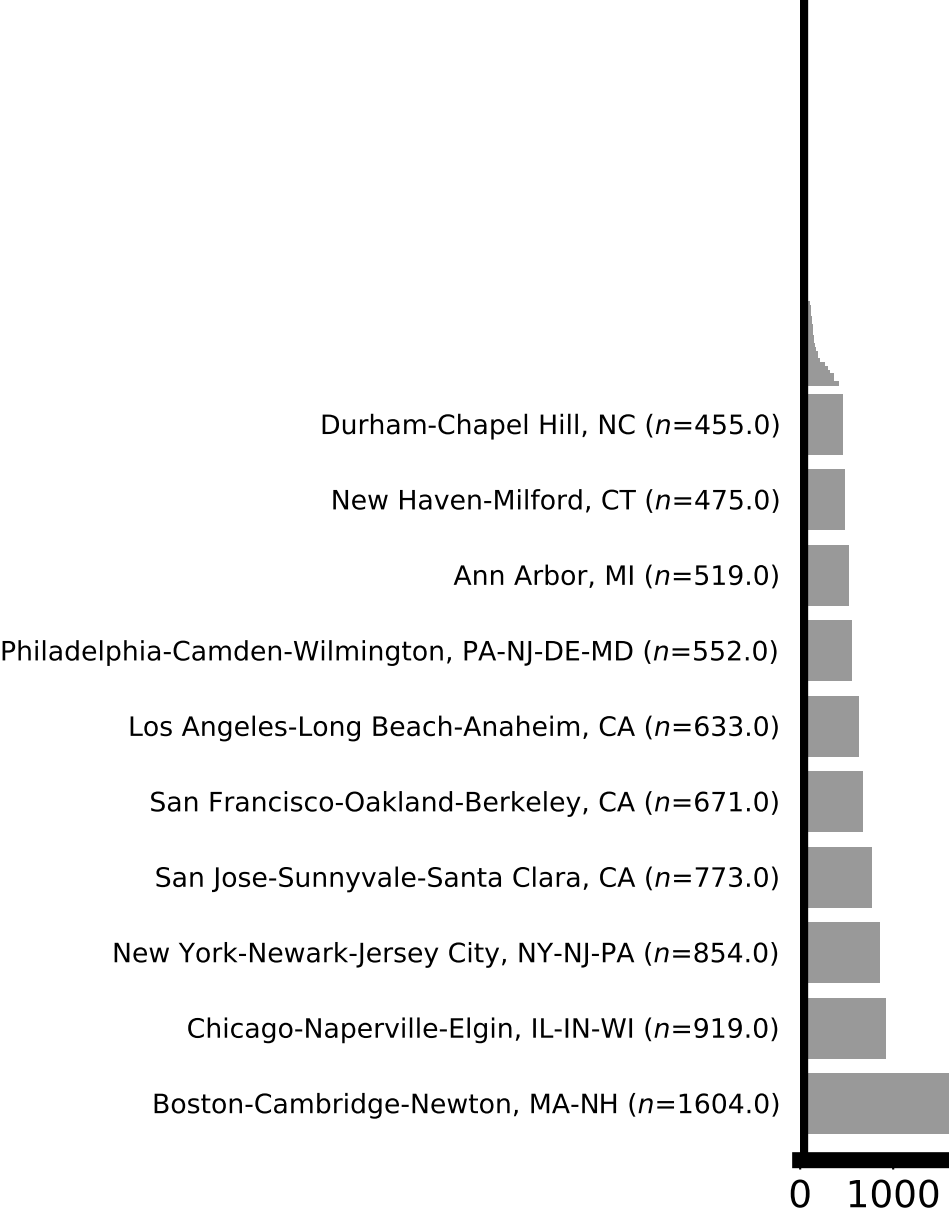 Durham-Chapel Hill, NC (n=455.0)
New Haven-Milford, CT (n=475.0)
Ann Arbor, MI (n=519.0)
Philadelphia-Camden-Wilmington, PA-NJ-DE-MD (n=552.0)
Los Angeles-Long Beach-Anaheim, CA (n=633.0)
San Francisco-Oakland-Berkeley, CA (n=671.0)
San Jose-Sunnyvale-Santa Clara, CA (n=773.0)
New York-Newark-Jersey City, NY-NJ-PA (n=854.0)
Chicago-Naperville-Elgin, IL-IN-WI (n=919.0)
Boston-Cambridge-Newton, MA-NH (n=1604.0)
0 1000